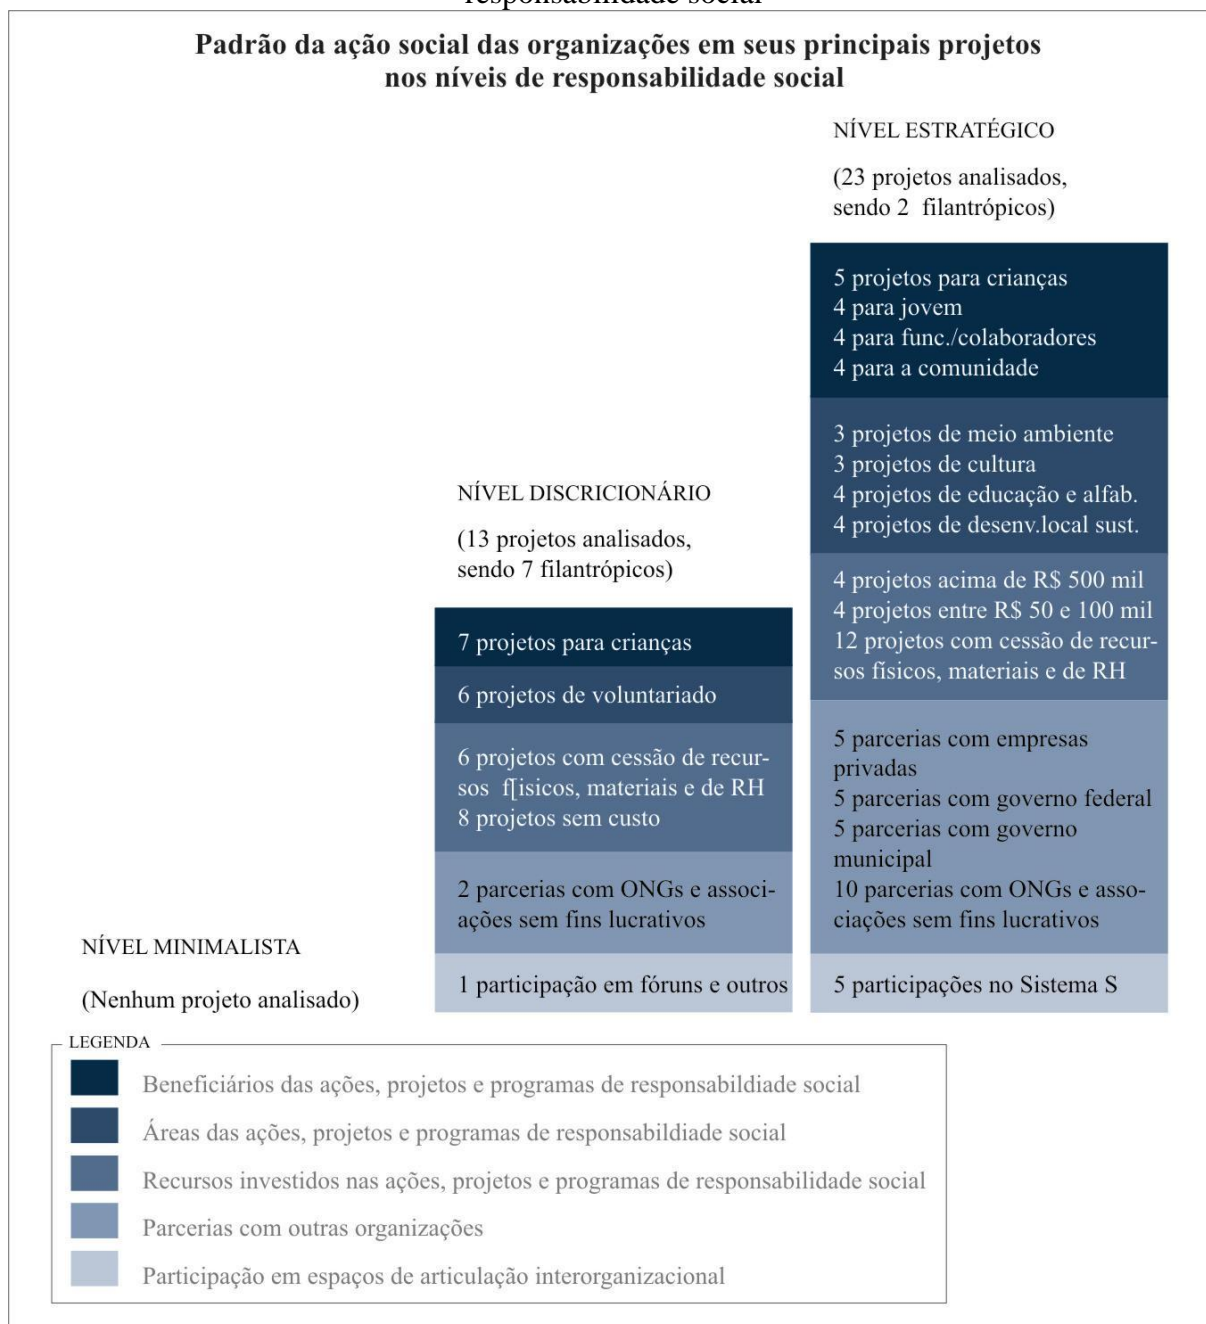 responsabilidade social
Padrão da ação social das organizações em seus principais projetos
nos níveis de responsabilidade social
NÍVEL ESTRATÉGICO
(23 projetos analisados,
sendo 2 filantrópicos)
5 projetos para crianças
4 para jovem
4 para func./colaboradores
4 para a comunidade
3 projetos de meio ambiente
3 projetos de cultura
4 projetos de educação e alfab.
4 projetos de desenv.local sust.
4 projetos acima de R$ 500 mil
4 projetos entre R$ 50 e 100 mil
12 projetos com cessão de recur-
sos físicos, materiais e de RH
5 parcerias com empresas
privadas
5 parcerias com governo federal
5 parcerias com governo
municipal
10 parcerias com ONGs e asso-
ciações sem fins lucrativos
5 participações no Sistema S
NÍVEL DISCRICIONÁRIO
(13 projetos analisados,
sendo 7 filantrópicos)
7 projetos para crianças
6 projetos de voluntariado
6 projetos com cessão de recur-
sos f[isicos, materiais e de RH
8 projetos sem custo
2 parcerias com ONGs e associ-
ações sem fins lucrativos
1 participação em fóruns e outros
NÍVEL MINIMALISTA
(Nenhum projeto analisado)
LEGENDA
Beneficiários das ações, projetos e programas de responsabildiade social
Áreas das ações, projetos e programas de responsabildiade social
Recursos investidos nas ações, projetos e programas de responsabilidade social
Parcerias com outras organizações
Participação em espaços de articulação interorganizacional